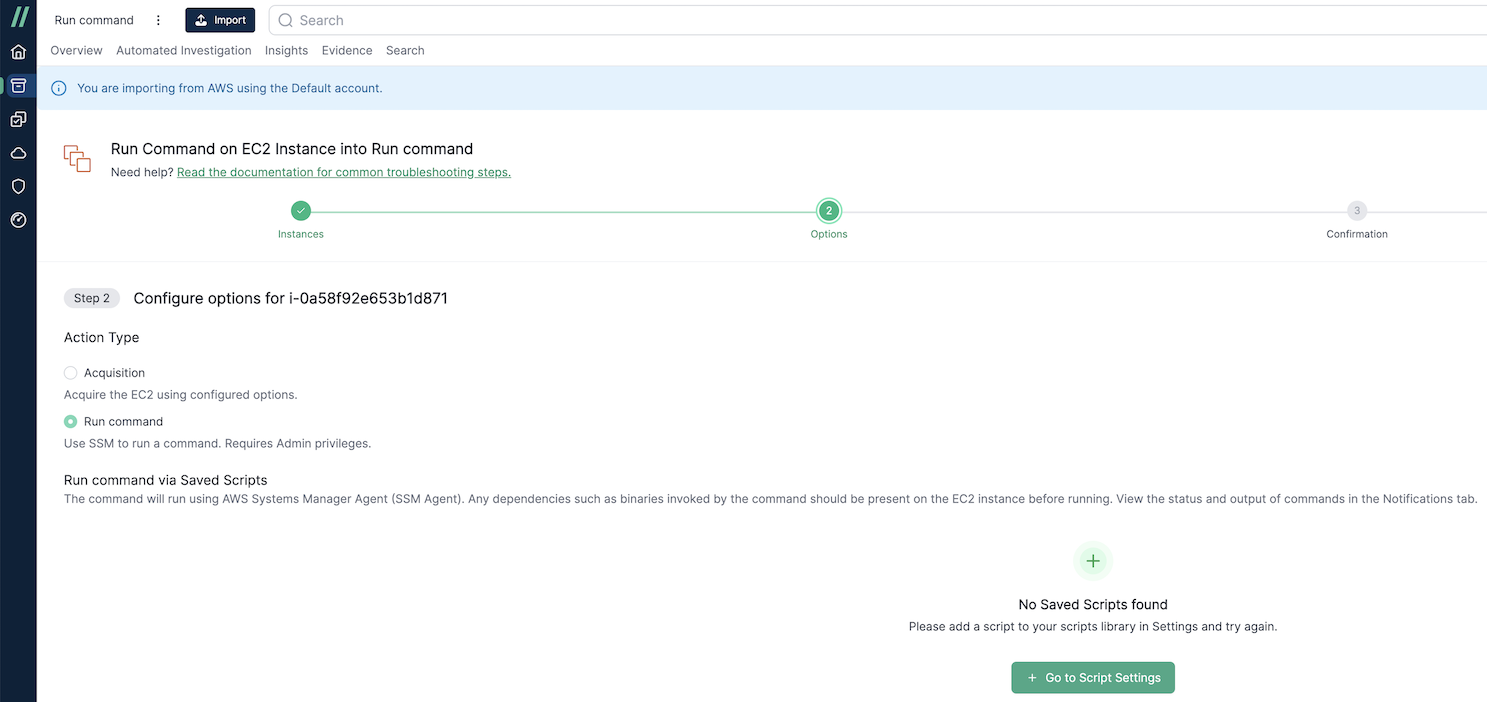 Run command
Import
Search
Overview Automated Investigation Insights Evidence Search
You are importing from AWS using the Default account.
Run Command on EC2 Instance into Run command
Need help? Read the documentation for common troubleshooting steps.
2
3
Instances
Options
Confirmation
Step 2
Configure options for i-0a58f92e653b1d871
Action Type
Acquisition
Acquire the EC2 using configured options.
Run command
Use SSM to run a command. Requires Admin privileges.
Run command via Saved Scripts
The command will run using AWS Systems Manager Agent (SSM Agent). Any dependencies such as binaries invoked by the command should be present on the EC2 instance before running. View the status and output of commands in the Notifications tab.
No Saved Scripts found
Please add a script to your scripts library in Settings and try again.
+ Go to Script Settings